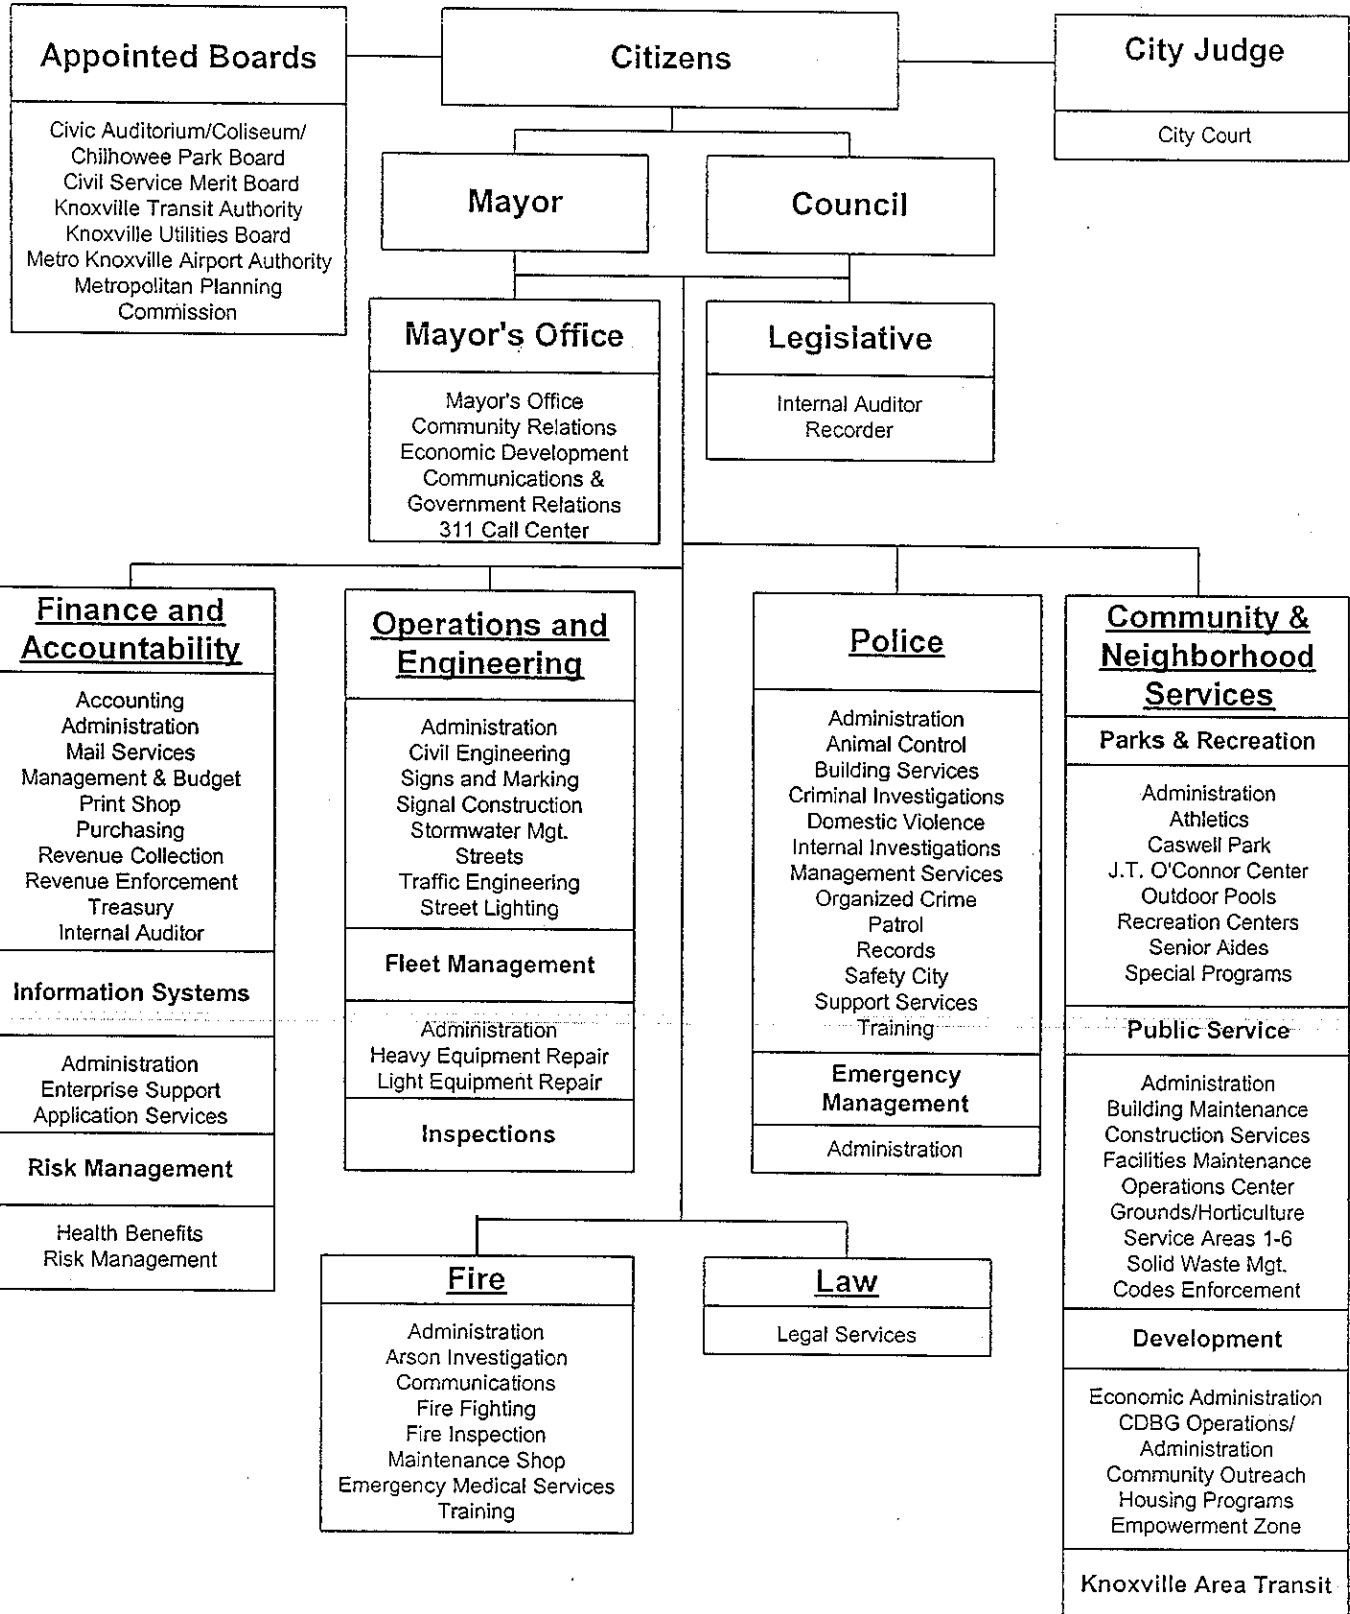 Appointed Boards
Civic Auditorium/Coliseum/
Chilhowee Park Board
Civil Service Merit Board
Knoxville Transit Authority
Knoxville Utilities Board
Metro Knoxville Airport Authority
Metropolitan Planning
Commission
Citizens
City Judge
City Court
Mayor
Council
Mayor's Office
Mayor's Office
Community Relations
Economic Development
Communications &
Government Relations
311 Call Center
Legislative
Internal Auditor
Recorder
Finance and
Accountability
Accounting
Administration
Mail Services
Management & Budget
Print Shop
Purchasing
Revenue Collection
Revenue Enforcement
Treasury
Internal Auditor
Information Systems
Administration
Enterprise Support
Application Services
Risk Management
Health Benefits
Risk Management
Operations and
Engineering
Administration
Civil Engineering
Signs and Marking
Signal Construction
Stormwater Mgt.
Streets
Traffic Engineering
Street Lighting
Fleet Management
Administration
Heavy Equipment Repair
Light Equipment Repair
Inspections
Police
Administration
Animal Control
Building Services
Criminal Investigations
Domestic Violence
Internal Investigations
Management Services
Organized Crime
Patrol
Records
Safety City
Support Services
Training
Emergency
Management
Administration
Community &
Neighborhood
Services
Parks & Recreation
Administration
Athletics
Caswell Park
J.T. O'Connor Center
Outdoor Pools
Recreation Centers
Senior Aides
Special Programs
Public Service
Administration
Building Maintenance
Construction Services
Facilities Maintenance
Operations Center
Grounds/Horticulture
Service Areas 1-6
Solid Waste Mgt.
Codes Enforcement
Development
Economic Administration
CDBG Operations/
Administration
Community Outreach
Housing Programs
Empowerment Zone
Knoxville Area Transit
Fire
Administration
Arson Investigation
Communications
Fire Fighting
Fire Inspection
Maintenance Shop
Emergency Medical Services
Training
Law
Legal Services